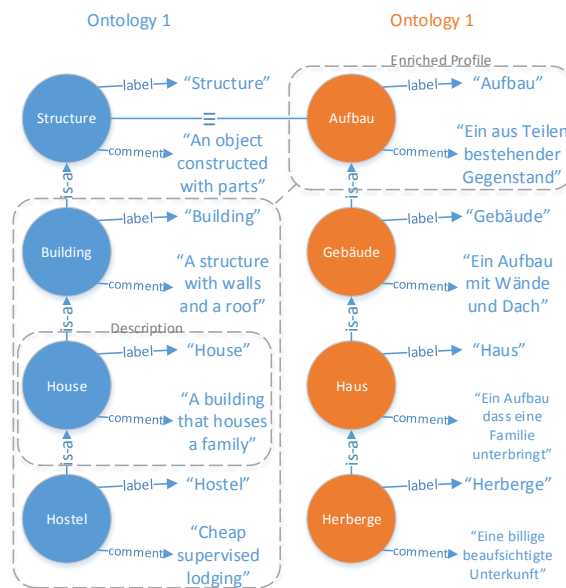 Ontology 1
Ontology 1
Enriched Profile
Structure
label
“Structure”
comment
“An object
constructed
with parts”
≡
Aufbau
label
“Aufbau”
comment
“Ein aus Teilen
bestehender
Gegenstand”
is-a
is-a
Building
label
“Building”
comment
“A structure
with walls
and a roof”
Gebäude
label
“Gebäude”
comment
“Ein Aufbau
mit Wände
und Dach”
is-a
is-a
Description
House
label
“House”
comment
“A building
that houses
a family”
Haus
label
“Haus”
comment
“Ein Aufbau
dass eine
Familie
unterbringt”
is-a
is-a
Hostel
label
“Hostel”
comment
“Cheap
supervised
lodging”
Herberge
label
“Herberge”
comment
“Eine billige
beaufsichtigte
Unterkunft”